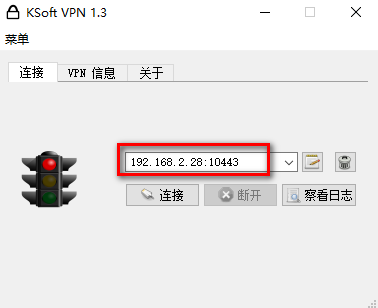 KSoft VPN 1.3
菜单
连接 VPN 信息 关于
192.168.2.28:10443
连接 断开 察看日志